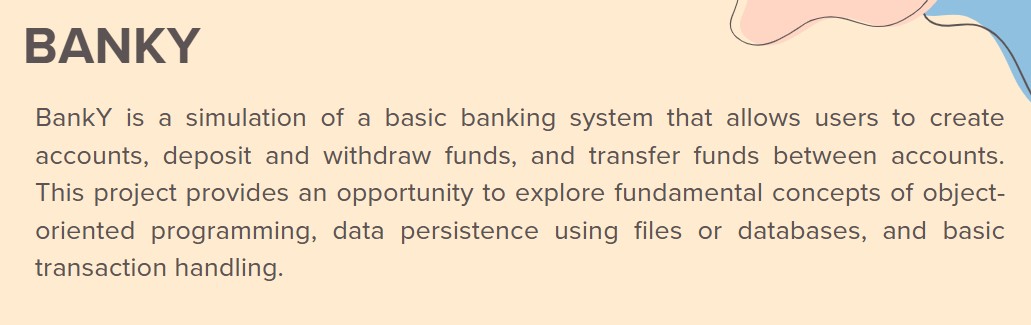 BANKY
BankY is a simulation of a basic banking system that allows users to create
accounts, deposit and withdraw funds, and transfer funds between accounts.
This project provides an opportunity to explore fundamental concepts of object-
oriented programming, data persistence using files or databases, and basic
transaction handling.